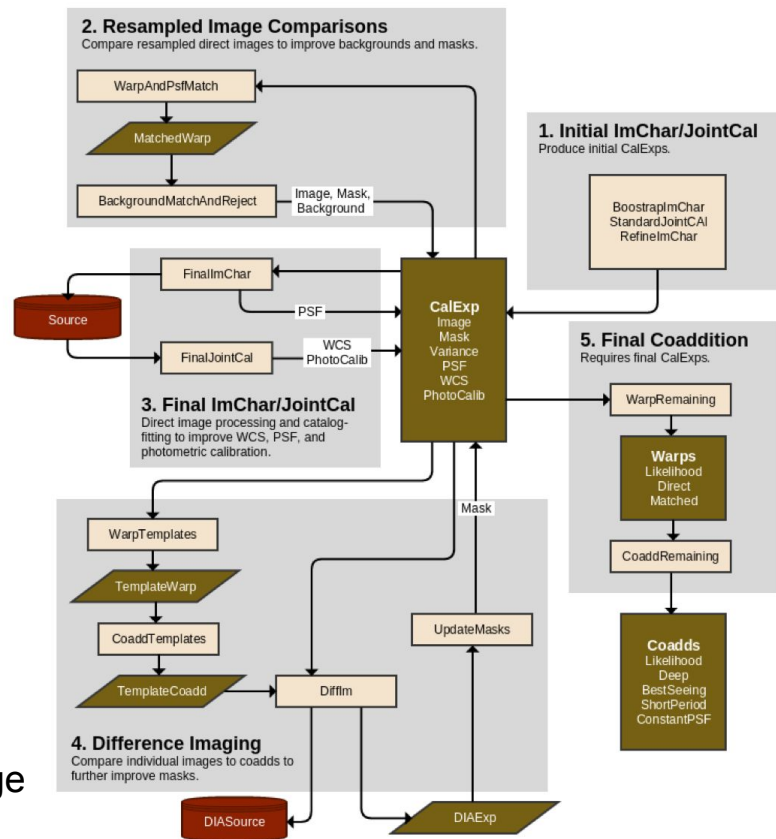 2. Resampled Image Comparisons
Compare resampled direct images to improve backgrounds and masks.
WarpAndPsfMatch
MatchedWarp
BackgroundMatchAndReject
Image, Mask,
Background
1. Initial ImChar/JointCal
Produce initial CalExps.
BoostrapImChar
StandardJointCAl
RefineImChar
FinalImChar
PSF
Source
FinalJointCal
WCS
PhotoCalib
3. Final ImChar/JointCal
Direct image processing and catalog-
fitting to improve WCS, PSF, and
photometric calibration.
CalExp
Image
Mask
Variance
PSF
WCS
PhotoCalib
5. Final Coaddition
Requires final CalExps.
WarpRemaining
Warps
Likelihood
Direct
Matched
CoaddRemaining
Coadds
Likelihood
Deep
BestSeeing
ShortPeriod
ConstantPSF
Mask
WarpTemplates
TemplateWarp
CoaddTemplates
TemplateCoadd
DiffIm
UpdateMasks
4. Difference Imaging
Compare individual images to coadds to
further improve masks.
DIASource
DIAExp